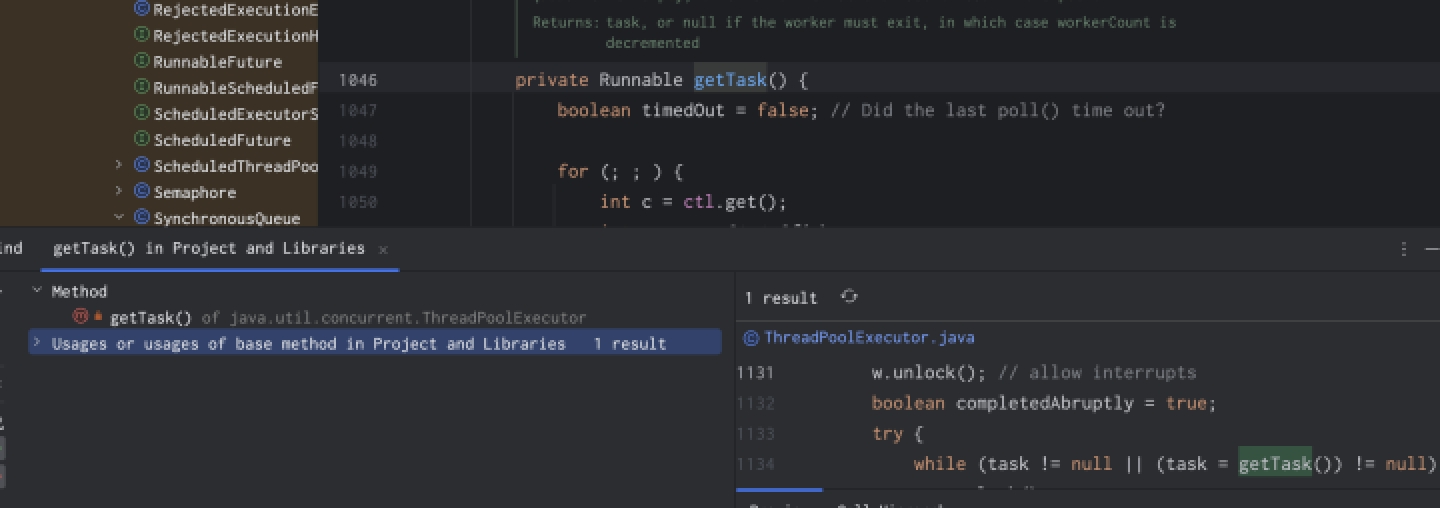 RejectedExecutionE
RejectedExecutionH
RunnableFuture
RunnableScheduledF
ScheduledExecutorS
ScheduledFuture
ScheduledThreadPoo
Semaphore
SynchronousQueue
Returns: task, or null if the worker must exit, in which case workerCount is
decremented
1046 private Runnable getTask() {
1047 boolean timedOut = false; // Did the last poll() time out?
1048
1049 for (; ; ) {
1050 int c = ctl.get();
ind getTask() in Project and Libraries
Method
getTask() of java.util.concurrent.ThreadPoolExecutor
Usages or usages of base method in Project and Libraries 1 result
1 result
ThreadPoolExecutor.java
1131 w.unlock(); // allow interrupts
1132 boolean completedAbruptly = true;
1133 try {
1134 while (task != null || (task = getTask()) != null)